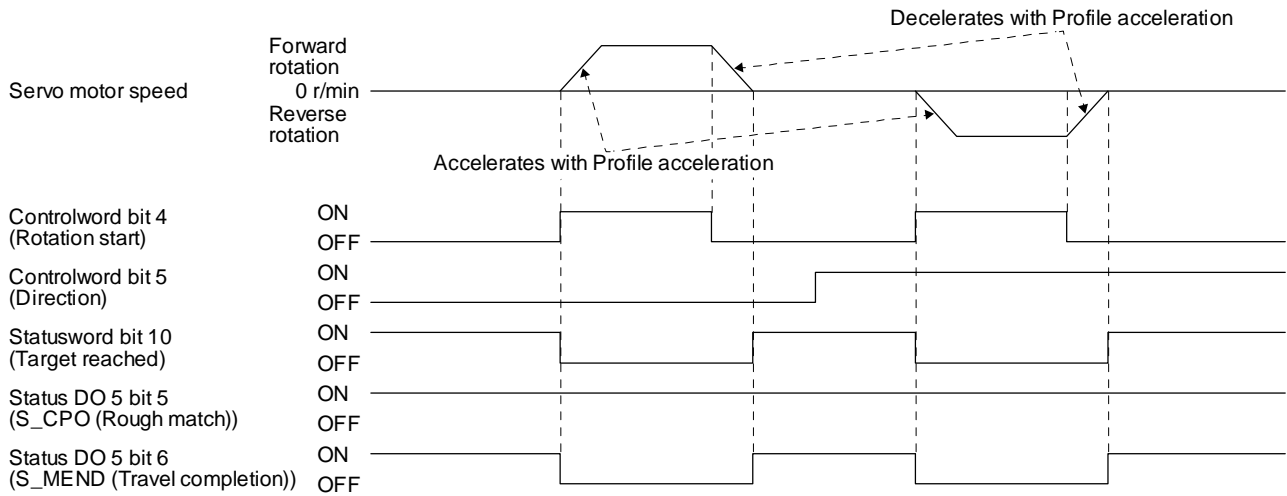 Decelerates with Profile acceleration
Forward
rotation
Servo motor speed 0 r/min
Reverse
rotation
Accelerates with Profile acceleration
Controlword bit 4 ON
(Rotation start) OFF
Controlword bit 5 ON
(Direction) OFF
Statusword bit 10 ON
(Target reached) OFF
Status DO 5 bit 5 ON
(S_CPO (Rough match)) OFF
Status DO 5 bit 6 ON
(S_MEND (Travel completion)) OFF